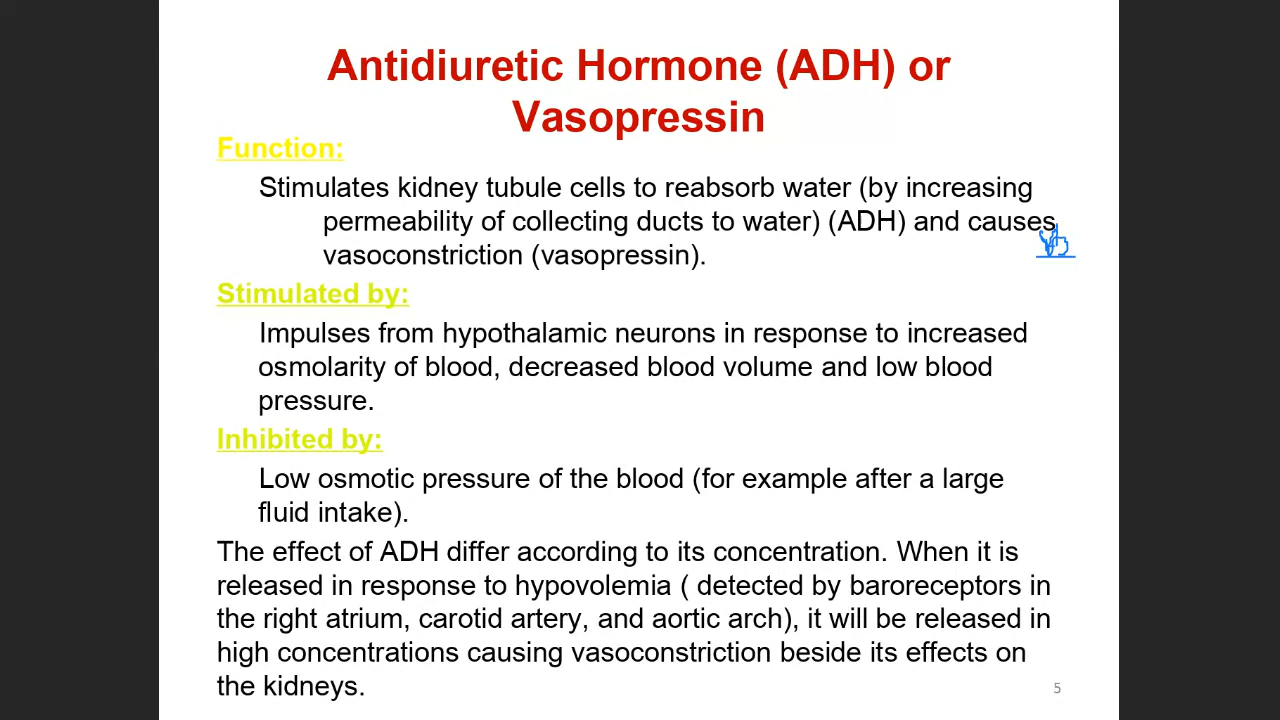 Antidiuretic Hormone (ADH) or
Vasopressin
Function:
Stimulates kidney tubule cells to reabsorb water (by increasing
permeability of collecting ducts to water) (ADH) and causes
vasoconstriction (vasopressin).
Stimulated by:
Impulses from hypothalamic neurons in response to increased
osmolarity of blood, decreased blood volume and low blood
pressure.
Inhibited by:
Low osmotic pressure of the blood (for example after a large
fluid intake).
The effect of ADH differ according to its concentration. When it is
released in response to hypovolemia ( detected by baroreceptors in
the right atrium, carotid artery, and aortic arch), it will be released in
high concentrations causing vasoconstriction beside its effects on
the kidneys.
5